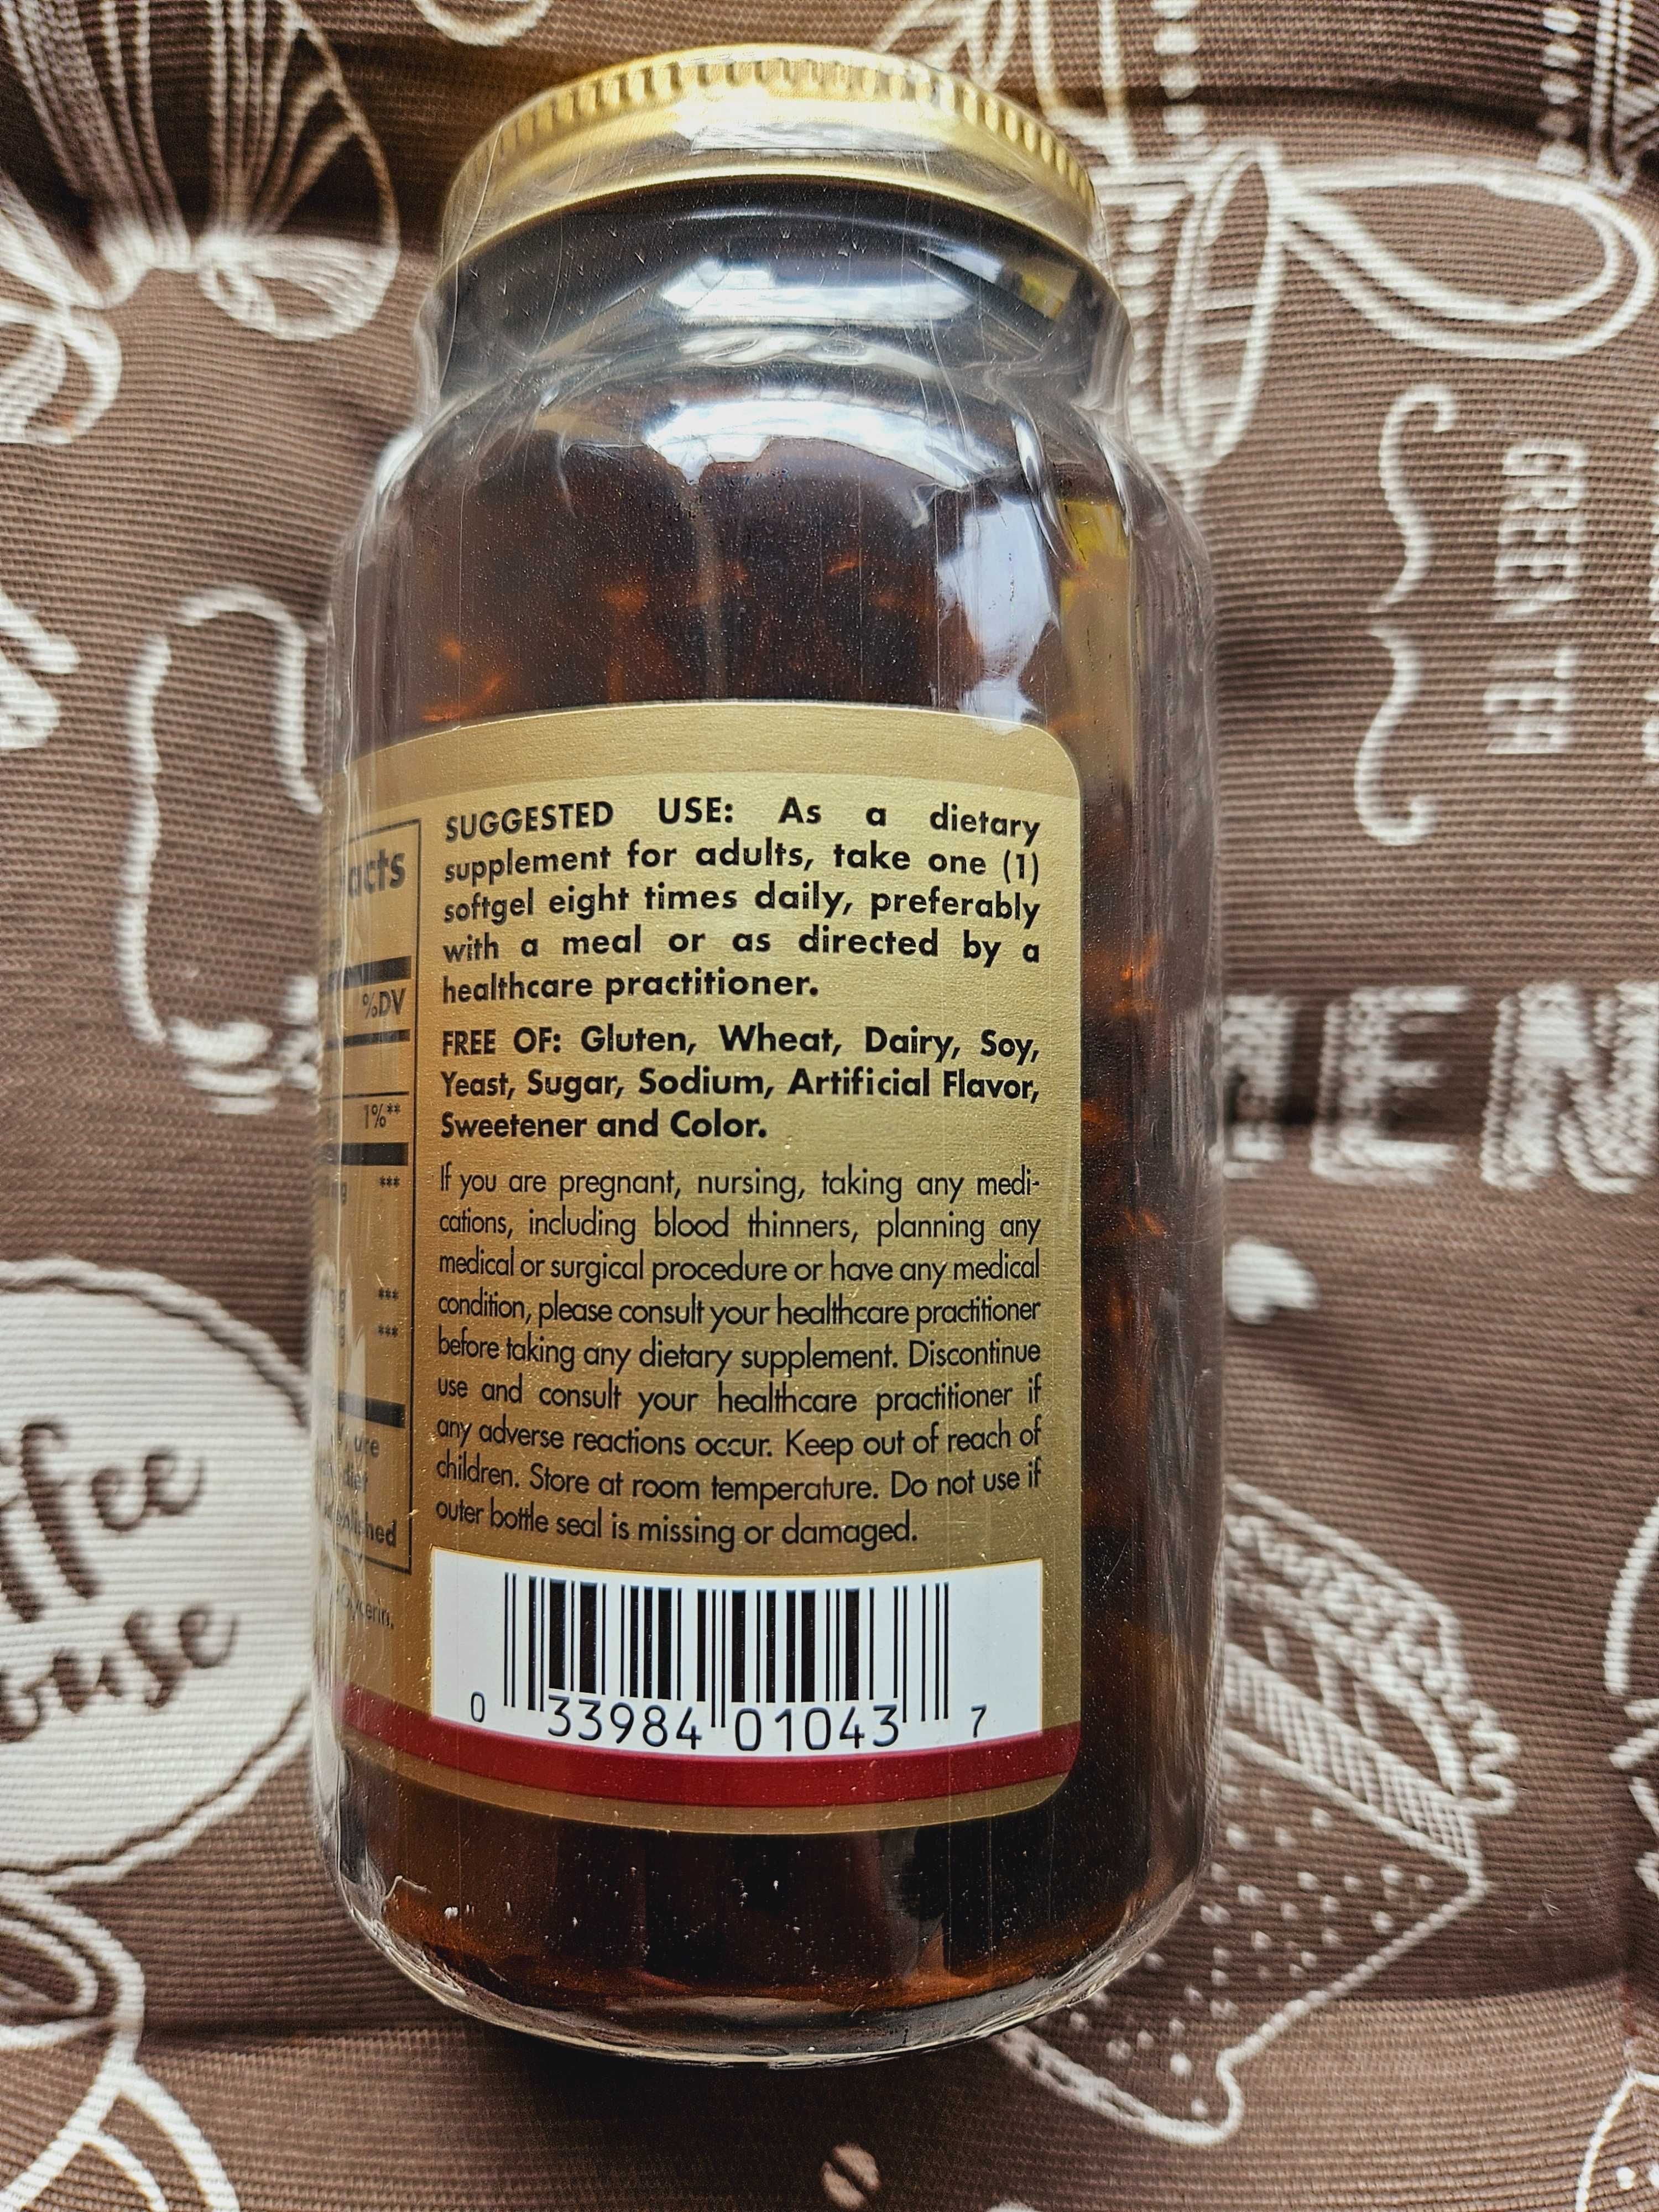 SUGGESTED USE: As a dietary
supplement for adults, take one (1)
softgel eight times daily, preferably
with a meal or as directed by a
healthcare practitioner.
FREE OF: Gluten, Wheat, Dairy, Soy,
Yeast, Sugar, Sodium, Artificial Flavor,
Sweetener and Color.
If you are pregnant, nursing, taking any medi-
cations, including blood thinners, planning any
medical or surgical procedure or have any medical
condition, please consult your healthcare practitioner
before taking any dietary supplement. Discontinue
use and consult your healthcare practitioner if
any adverse reactions occur. Keep out of reach of
children. Store at room temperature. Do not use if
outer bottle seal is missing or damaged.
0 33984 01043 7
%DV
1%**
***
***
***